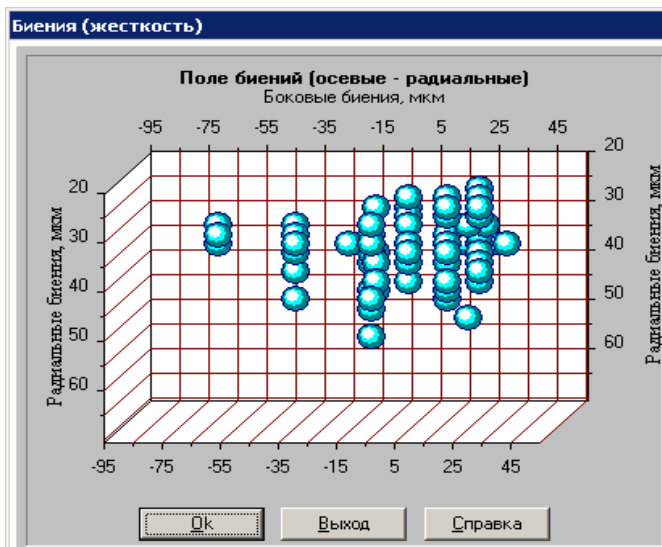 Биения (жесткость)
Поле биений (осевые - радиальные)
Боковые биения, мкм
-95 -75 -55 -35 -15 5 25 45
20 20
30 30
40 40
50 50
60 60
Радиальные биения, мкм
Радиальные биения, мкм
-95 -75 -55 -35 -15 5 25 45
Ok Выход Справка